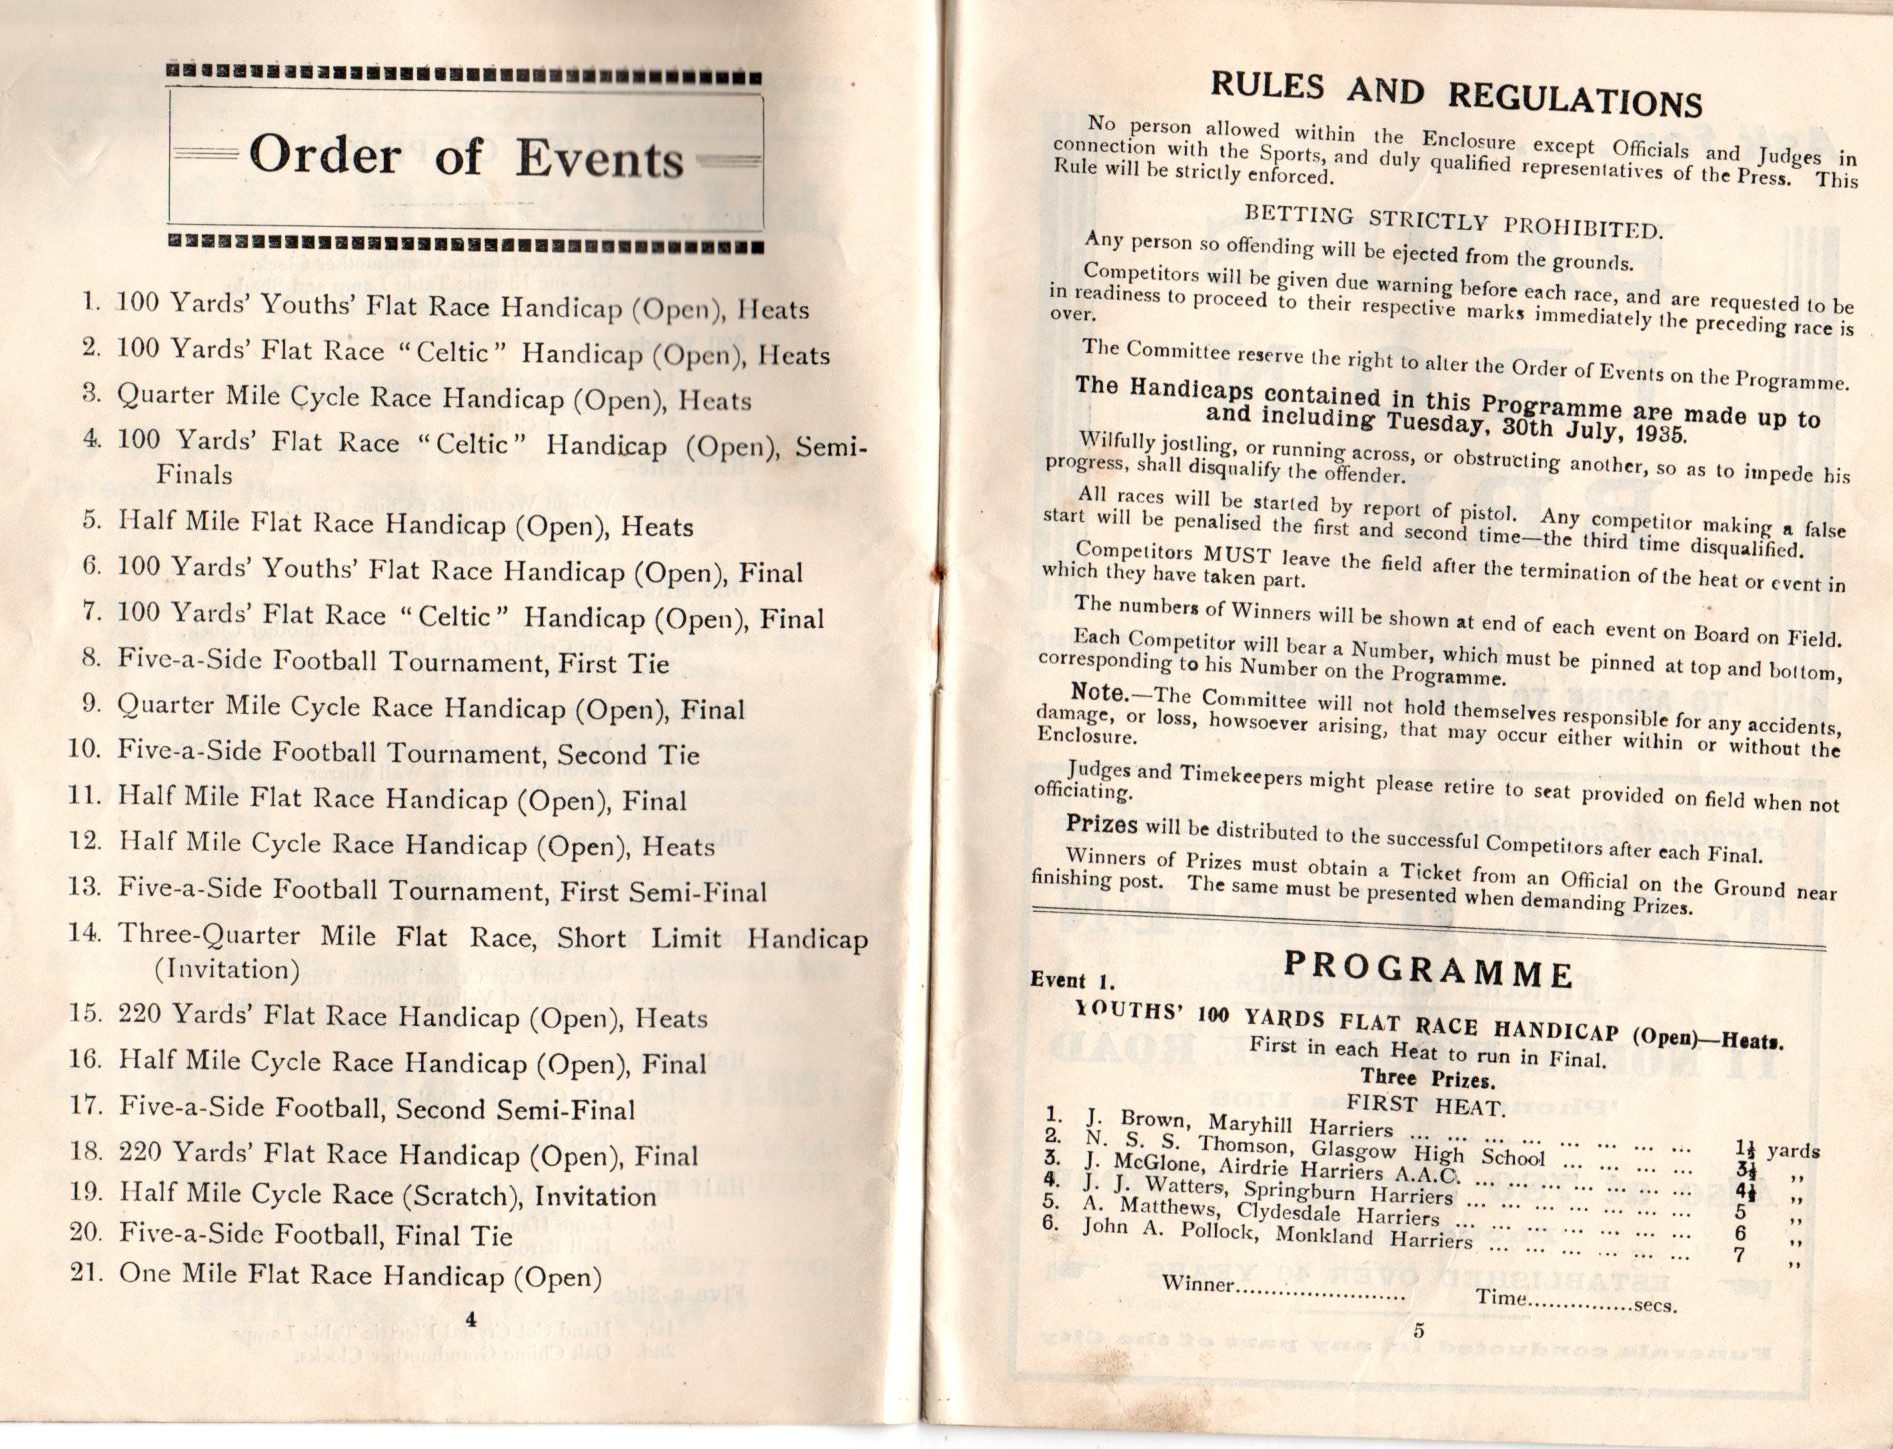 Order of Events
1. 100 Yards' Youths' Flat Race Handicap (Open), Heats
2. 100 Yards' Flat Race “Celtic” Handicap (Open), Heats
3. Quarter Mile Cycle Race Handicap (Open), Heats
4. 100 Yards' Flat Race “Celtic” Handicap (Open), Semi-
Finals
5. Half Mile Flat Race Handicap (Open), Heats
6. 100 Yards' Youths' Flat Race Handicap (Open), Final
7. 100 Yards' Flat Race “Celtic” Handicap (Open), Final
8. Five-a-Side Football Tournament, First Tie
9. Quarter Mile Cycle Race Handicap (Open), Final
10. Five-a-Side Football Tournament, Second Tie
11. Half Mile Flat Race Handicap (Open), Final
12. Half Mile Cycle Race Handicap (Open), Heats
13. Five-a-Side Football Tournament, First Semi-Final
14. Three-Quarter Mile Flat Race, Short Limit Handicap
(Invitation)
15. 220 Yards' Flat Race Handicap (Open), Heats
16. Half Mile Cycle Race Handicap (Open), Final
17. Five-a-Side Football, Second Semi-Final
18. 220 Yards' Flat Race Handicap (Open), Final
19. Half Mile Cycle Race (Scratch), Invitation
20. Five-a-Side Football, Final Tie
21. One Mile Flat Race Handicap (Open)
4
RULES AND REGULATIONS
No person allowed within the Enclosure except Officials and Judges in
connection with the Sports, and duly qualified representatives of the Press. This
Rule will be strictly enforced.
BETTING STRICTLY PROHIBITED.
Any person so offending will be ejected from the grounds.
Competitors will be given due warning before each race, and are requested to be
in readiness to proceed to their respective marks immediately the preceding race is
over.
The Committee reserve the right to alter the Order of Events on the Programme.
The Handicaps contained in this Programme are made up to
and including Tuesday, 30th July, 1935.
Wilfully jostling, or running across, or obstructing another, so as to impede his
progress, shall disqualify the offender.
All races will be started by report of pistol. Any competitor making a false
start will be penalised the first and second time—the third time disqualified.
Competitors MUST leave the field after the termination of the heat or event in
which they have taken part.
The numbers of Winners will be shown at end of each event on Board on Field.
Each Competitor will bear a Number, which must be pinned at top and bottom,
corresponding to his Number on the Programme.
Note.—The Committee will not hold themselves responsible for any accidents,
damage, or loss, howsoever arising, that may occur either within or without the
Enclosure.
Judges and Timekeepers might please retire to seat provided on field when not
officiating.
Prizes will be distributed to the successful Competitors after each Final.
Winners of Prizes must obtain a Ticket from an Official on the Ground near
finishing post. The same must be presented when demanding Prizes.
PROGRAMME
Event 1.
YOUTHS' 100 YARDS FLAT RACE HANDICAP (Open)—Heats.
First in each Heat to run in Final.
Three Prizes.
FIRST HEAT.
1. J. Brown, Maryhill Harriers ... ... ... ... ... ... ... ... 1½ yards
2. N. S. S. Thomson, Glasgow High School ... ... ... ... 3½ ,,
3. J. McGlone, Airdrie Harriers A.A.C. ... ... ... ... ... ... 4½ ,,
4. J. J. Watters, Springburn Harriers ... ... ... ... ... ... 5 ,,
5. A. Matthews, Clydesdale Harriers ... ... ... ... ... ... 6 ,,
6. John A. Pollock, Monkland Harriers ... ... ... ... ... ... 7 ,,
Winner........................ Time...............secs.
5